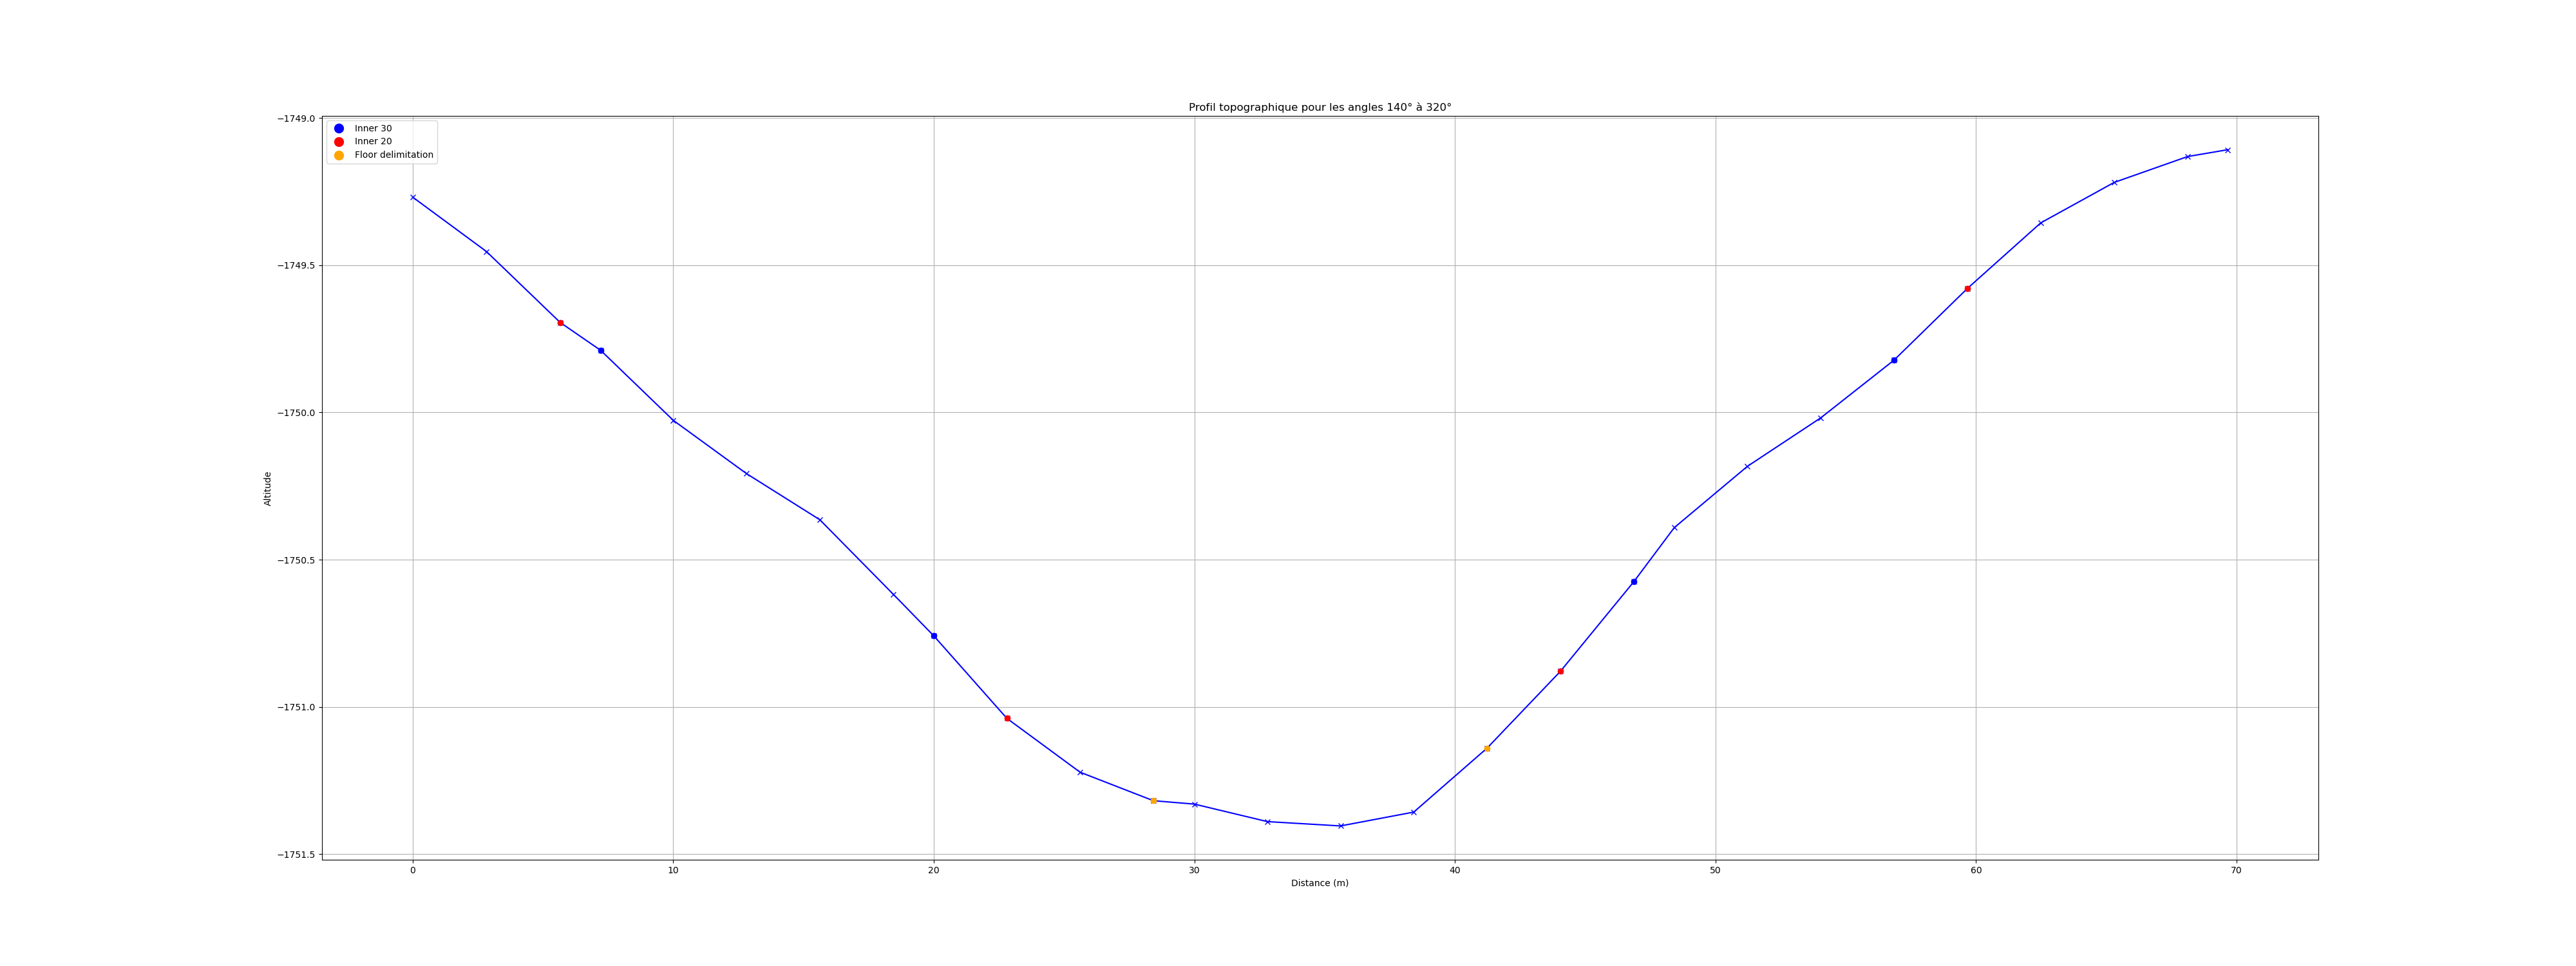 Profil topographique pour les angles 140° à 320°
Inner 30
Inner 20
Floor delimitation
−1749.0
−1749.5
−1750.0
−1750.5
−1751.0
−1751.5
Altitude
0 10 20 30 40 50 60 70
Distance (m)